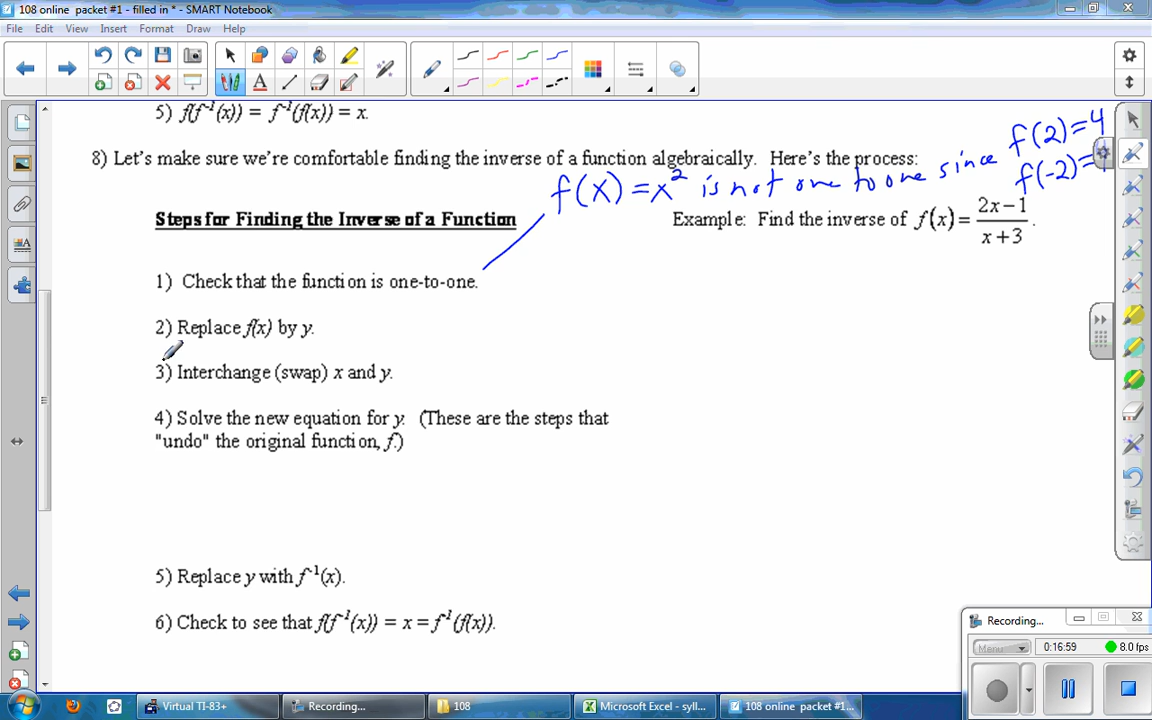 108 online packet #1 - filled in * - SMART Notebook
File Edit View Insert Format Draw Help
5) f(f⁻¹(x)) = f⁻¹(f(x)) = x.
8) Let's make sure we're comfortable finding the inverse of a function algebraically. Here's the process:
f(2)=4
f(x)=x² is not one to one since
f(-2)=
Steps for Finding the Inverse of a Function
Example: Find the inverse of f(x) = (2x−1)/(x+3).
1) Check that the function is one-to-one.
2) Replace f(x) by y.
3) Interchange (swap) x and y.
4) Solve the new equation for y. (These are the steps that
"undo" the original function, f.)
5) Replace y with f⁻¹(x).
6) Check to see that f(f⁻¹(x)) = x = f⁻¹(f(x)).
Recording...
Menu 0:16:59 8.0 fps
Virtual TI-83+ Recording... 108 Microsoft Excel - syll... 108 online packet #1...